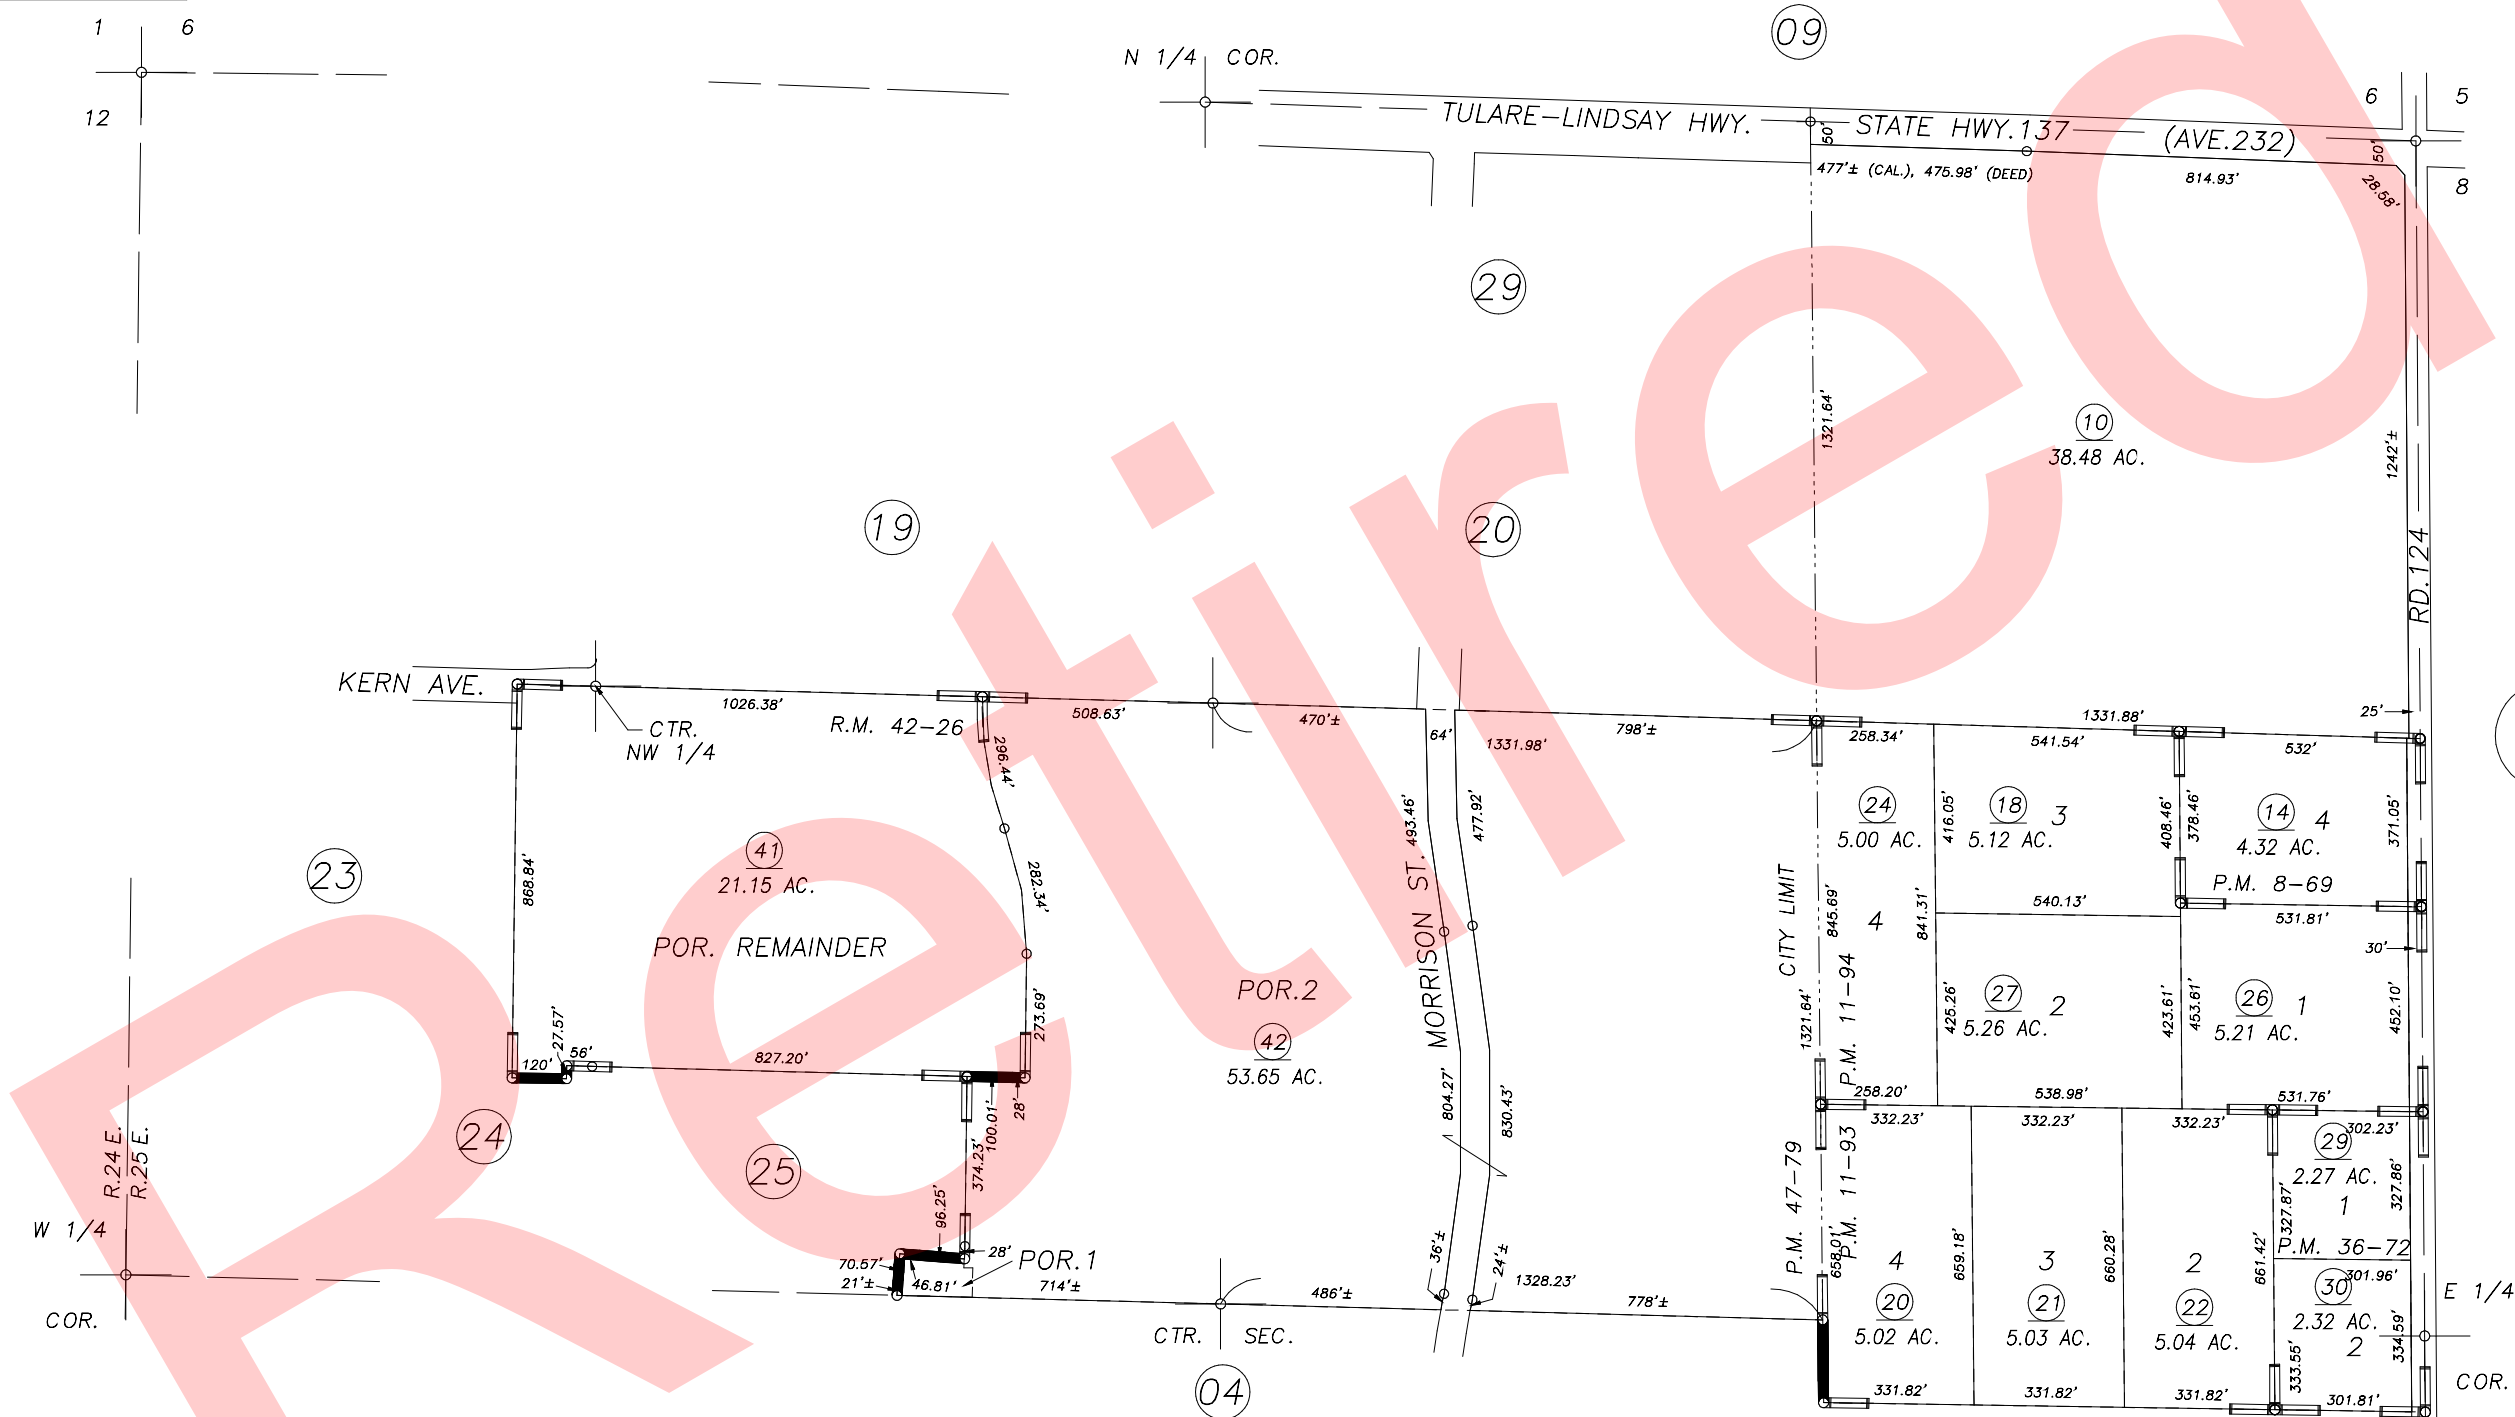 1 6
12
N 1/4 COR.
09
TULARE-LINDSAY HWY.
STATE HWY.137
(AVE.232)
6 5
8
50'
50'
477'± (CAL.), 475.98' (DEED)
814.93'
28.58'
29
1321.64'
10
38.48 AC.
1242'±
RD.124
19
20
KERN AVE.
CTR.
NW 1/4
1026.38'
R.M. 42-26
508.63'
470'±
64'
1331.98'
798'±
258.34'
1331.88'
541.54'
532'
25'
296.44'
868.84'
41
21.15 AC.
POR. REMAINDER
282.34'
273.69'
23
493.46'
477.92'
MORRISON ST.
POR.2
42
53.65 AC.
804.27'
830.43'
CITY LIMIT
1321.64'
24
5.00 AC.
4
845.69'
841.31'
P.M. 11-94
416.05'
18 3
5.12 AC.
408.46'
378.46'
14 4
4.32 AC.
371.05'
P.M. 8-69
540.13'
531.81'
30'
27 2
5.26 AC.
425.26'
423.61'
453.61'
26 1
5.21 AC.
452.10'
120'
27.57'
56'
827.20'
28'
100.01'
374.23'
24
25
R.24 E.
R.25 E.
W 1/4
COR.
96.25'
28'
POR.1
70.57'
21'±
46.81'
714'±
486'±
36'±
24'±
1328.23'
778'±
CTR. SEC.
04
P.M. 47-79
P.M. 11-93
258.20'
332.23'
538.98'
332.23'
332.23'
531.76'
302.23'
29
2.27 AC.
1
327.87'
327.86'
P.M. 36-72
301.96'
30
2.32 AC.
2
333.55'
334.59'
301.81'
658.01'
4
20
5.02 AC.
659.18'
3
21
5.03 AC.
660.28'
2
22
5.04 AC.
661.42'
331.82'
331.82'
331.82'
E 1/4
COR.
Retired